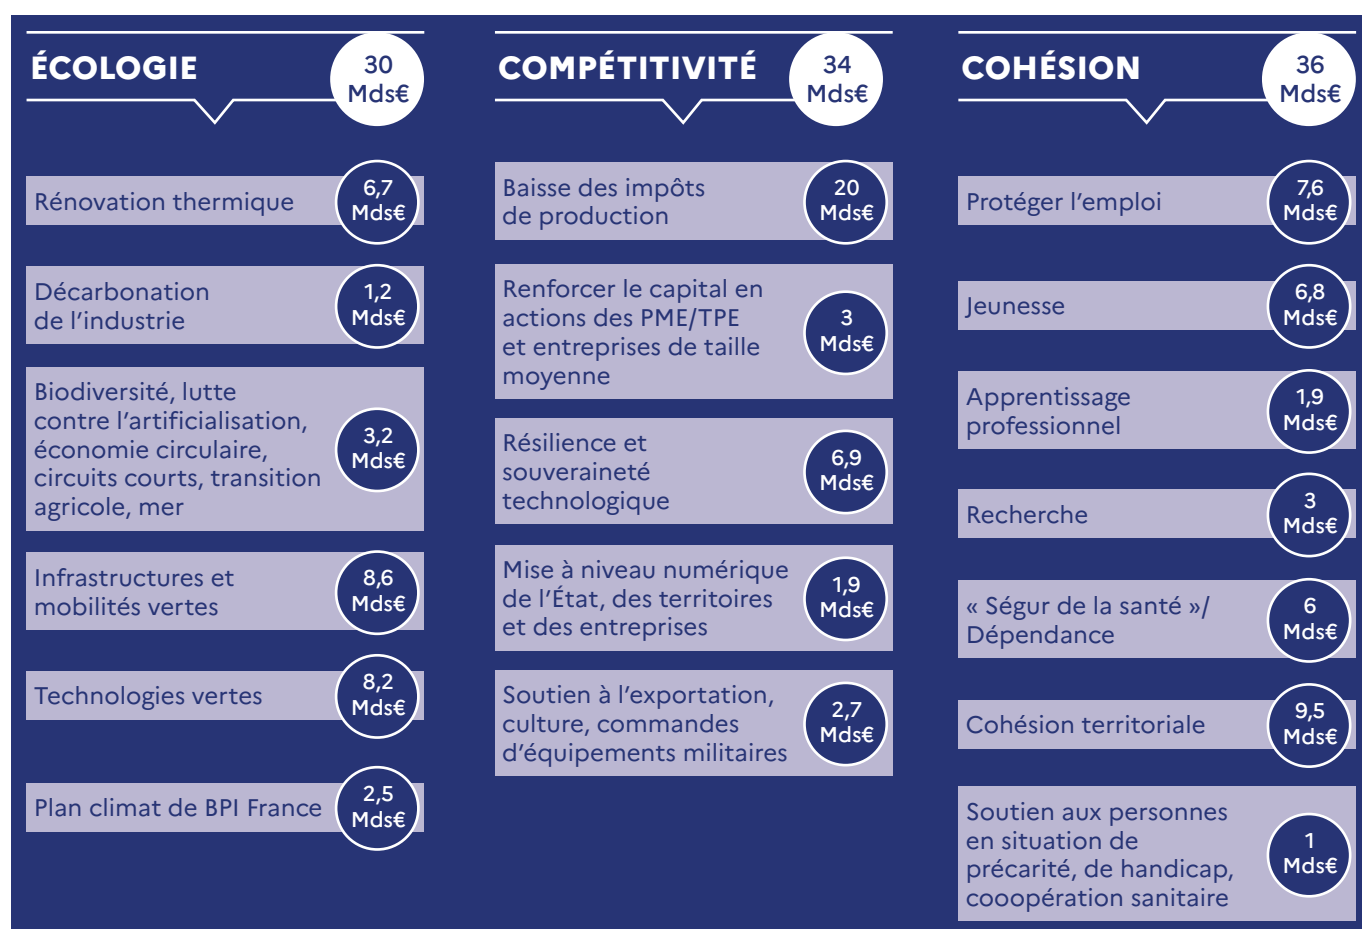 ÉCOLOGIE
30
Mds€
Rénovation thermique
6,7
Mds€
Décarbonation
de l'industrie
1,2
Mds€
Biodiversité, lutte
contre l'artificialisation,
économie circulaire,
circuits courts, transition
agricole, mer
3,2
Mds€
Infrastructures et
mobilités vertes
8,6
Mds€
Technologies vertes
8,2
Mds€
Plan climat de BPI France
2,5
Mds€
COMPÉTITIVITÉ
34
Mds€
Baisse des impôts
de production
20
Mds€
Renforcer le capital en
actions des PME/TPE
et entreprises de taille
moyenne
3
Mds€
Résilience et
souveraineté
technologique
6,9
Mds€
Mise à niveau numérique
de l'État, des territoires
et des entreprises
1,9
Mds€
Soutien à l'exportation,
culture, commandes
d'équipements militaires
2,7
Mds€
COHÉSION
36
Mds€
Protéger l'emploi
7,6
Mds€
Jeunesse
6,8
Mds€
Apprentissage
professionnel
1,9
Mds€
Recherche
3
Mds€
« Ségur de la santé »/
Dépendance
6
Mds€
Cohésion territoriale
9,5
Mds€
Soutien aux personnes
en situation de
précarité, de handicap,
cooopération sanitaire
1
Mds€